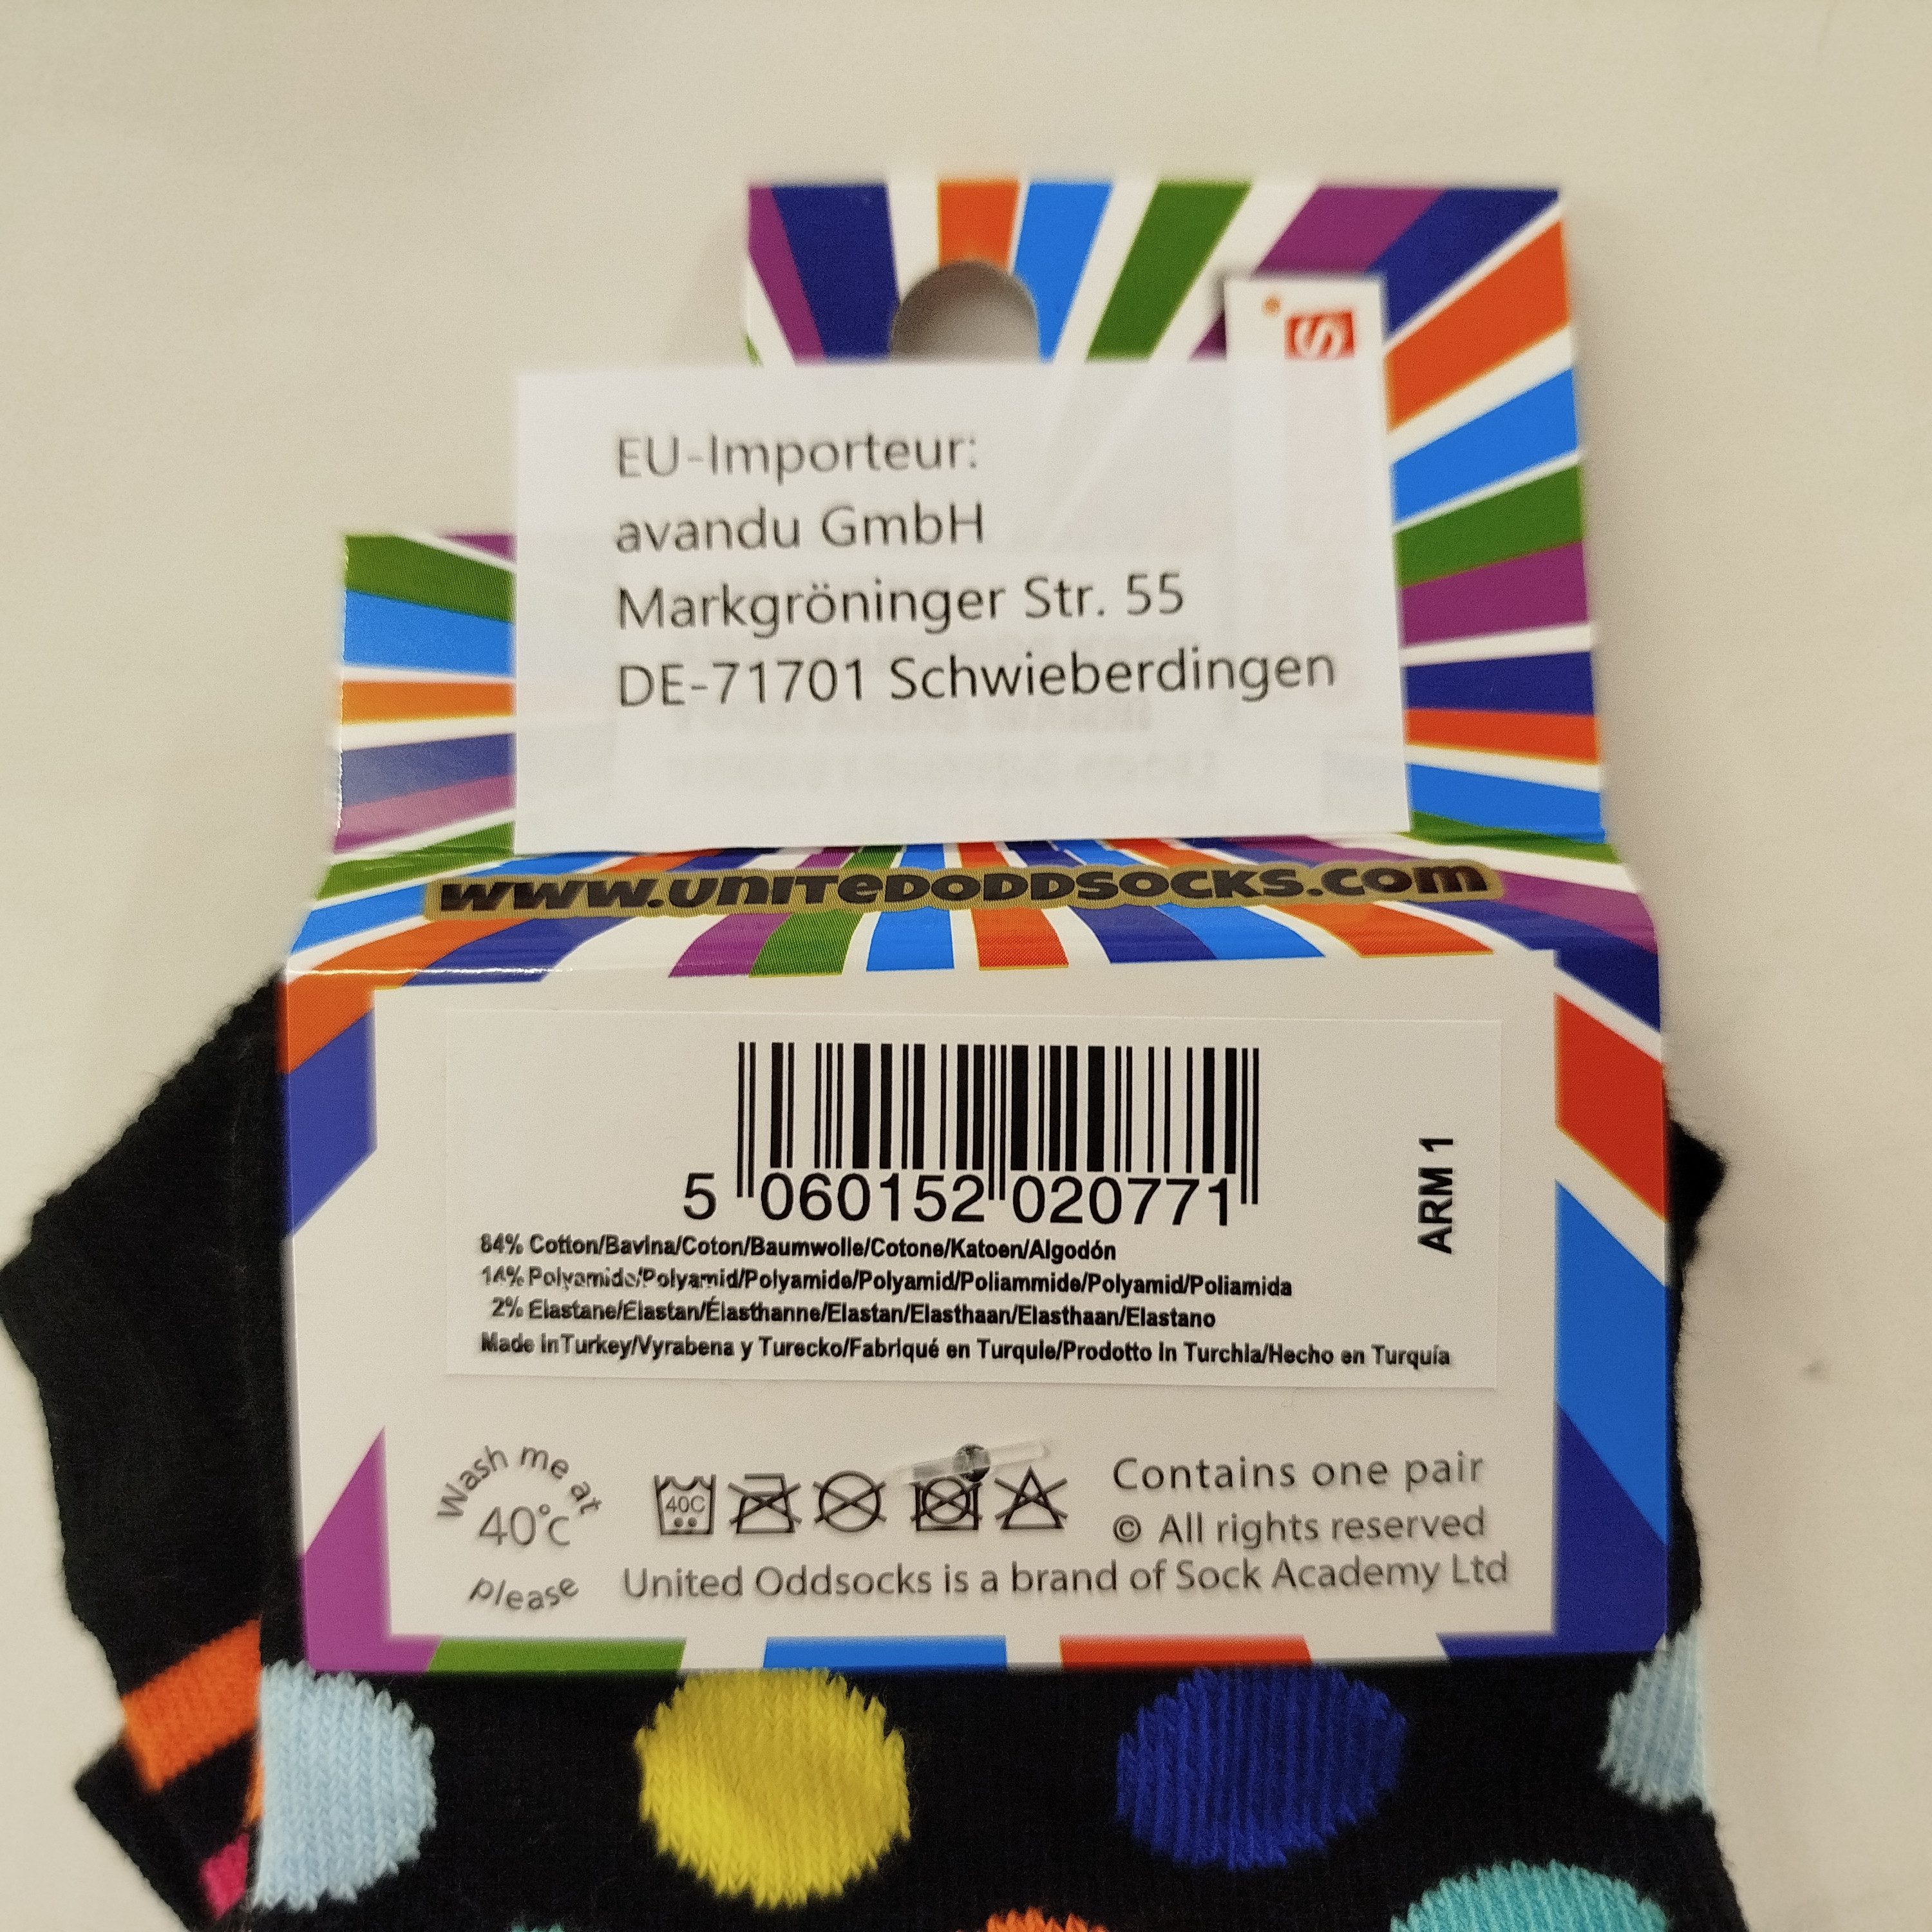 EU-Importeur:
avandu GmbH
Markgröninger Str. 55
DE-71701 Schwieberdingen
www.unitedoddsocks.com
5 060152 020771
ARM 1
84% Cotton/Bavlna/Coton/Baumwolle/Cotone/Katoen/Algodón
14% Polyamide/Polyamid/Polyamide/Polyamid/Poliammide/Polyamid/Poliamida
2% Elastane/Elastan/Élasthanne/Elastan/Elasthaan/Elasthaan/Elastano
Made inTurkey/Vyrabena y Turecko/Fabriqué en Turquie/Prodotto in Turchia/Hecho en Turquía
Wash me at
40°c
please
40C
Contains one pair
© All rights reserved
United Oddsocks is a brand of Sock Academy Ltd